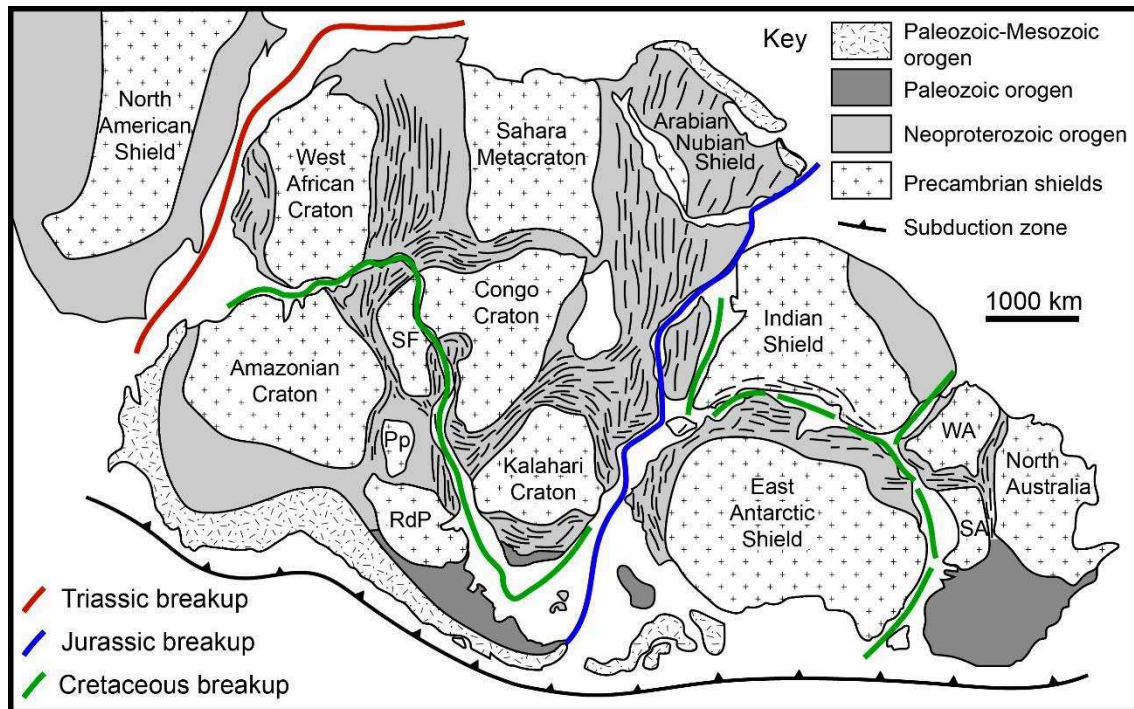 Key
Paleozoic-Mesozoic
orogen
Paleozoic orogen
Neoproterozoic orogen
Precambrian shields
Subduction zone
1000 km
North
American
Shield
West
African
Craton
Sahara
Metacraton
Arabian
Nubian
Shield
Congo
Craton
SF
Amazonian
Craton
Indian
Shield
Pp
Kalahari
Craton
RdP
East
Antarctic
Shield
WA
North
Australia
SA
Triassic breakup
Jurassic breakup
Cretaceous breakup